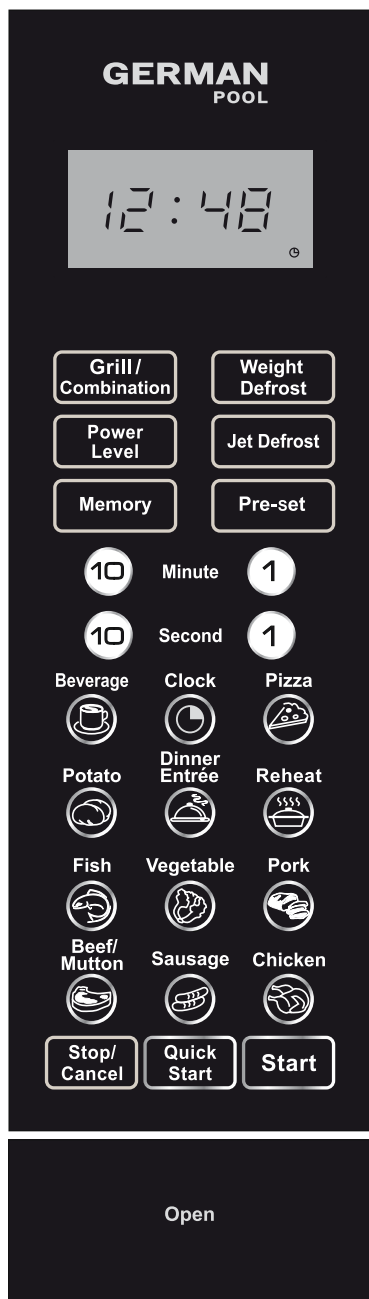 GERMAN
POOL
12:48
Grill/
Combination
Weight
Defrost
Power
Level
Jet Defrost
Memory
Pre-set
10 Minute 1
10 Second 1
Beverage Clock Pizza
Potato
Dinner
Entrée
Reheat
Fish Vegetable Pork
Beef/
Mutton
Sausage Chicken
Stop/
Cancel
Quick
Start
Start
Open